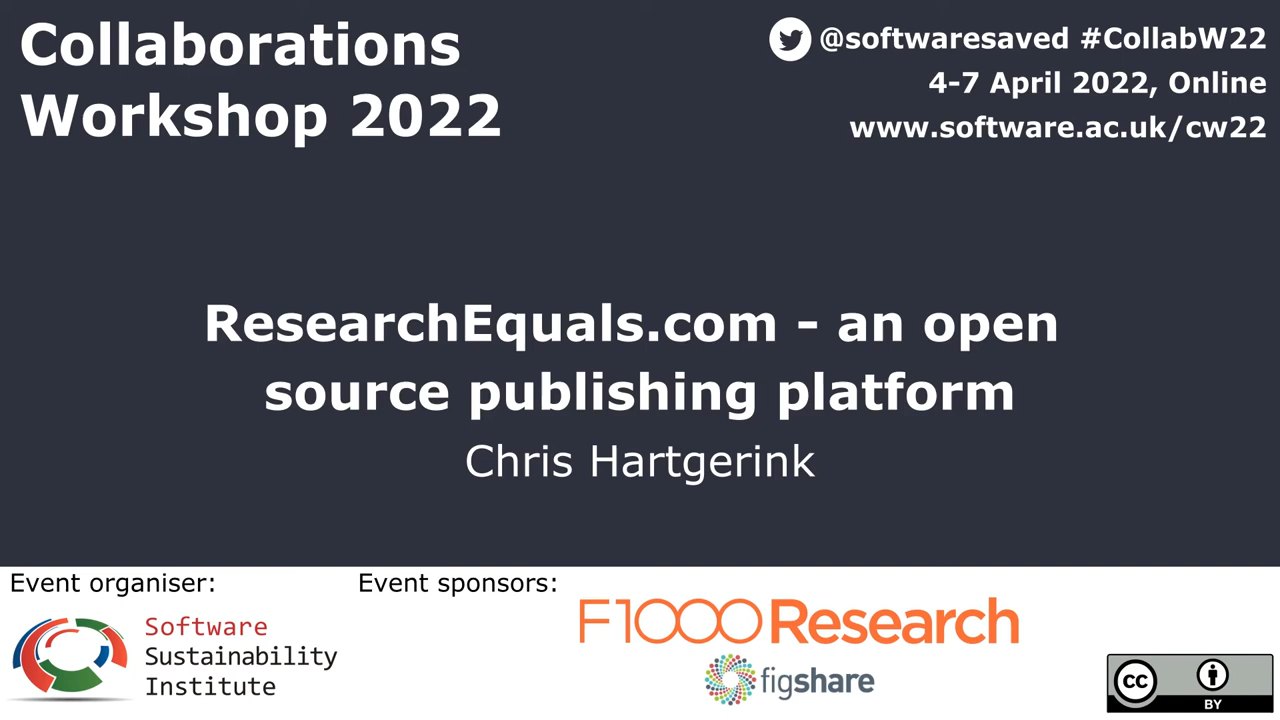 Collaborations
Workshop 2022
@softwaresaved #CollabW22
4-7 April 2022, Online
www.software.ac.uk/cw22
ResearchEquals.com - an open
source publishing platform
Chris Hartgerink
Event organiser:
Event sponsors:
Software
Sustainability
Institute
F1000Research
figshare
cc
BY